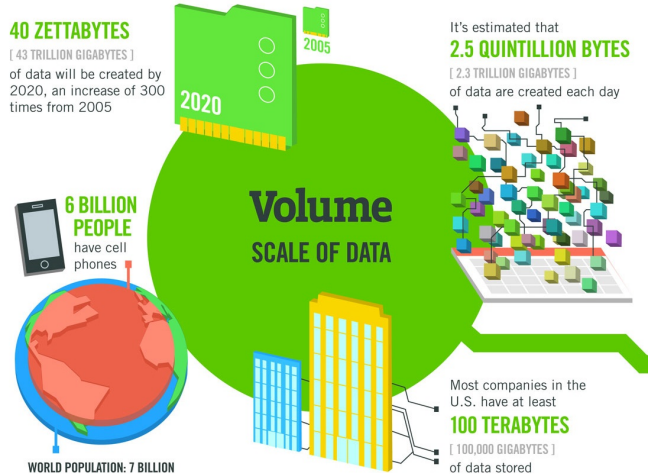 40 ZETTABYTES
[ 43 TRILLION GIGABYTES ]
of data will be created by
2020, an increase of 300
times from 2005
2020
2005
It's estimated that
2.5 QUINTILLION BYTES
[ 2.3 TRILLION GIGABYTES ]
of data are created each day
6 BILLION
PEOPLE
have cell
phones
Volume
SCALE OF DATA
WORLD POPULATION: 7 BILLION
Most companies in the
U.S. have at least
100 TERABYTES
[ 100,000 GIGABYTES ]
of data stored